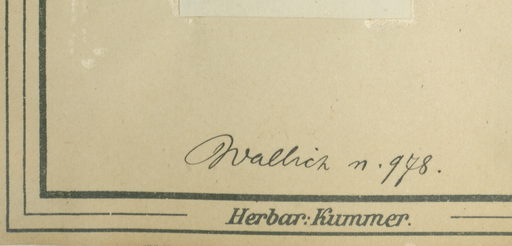 Wallich n. 978.
Herbar: Kummer.